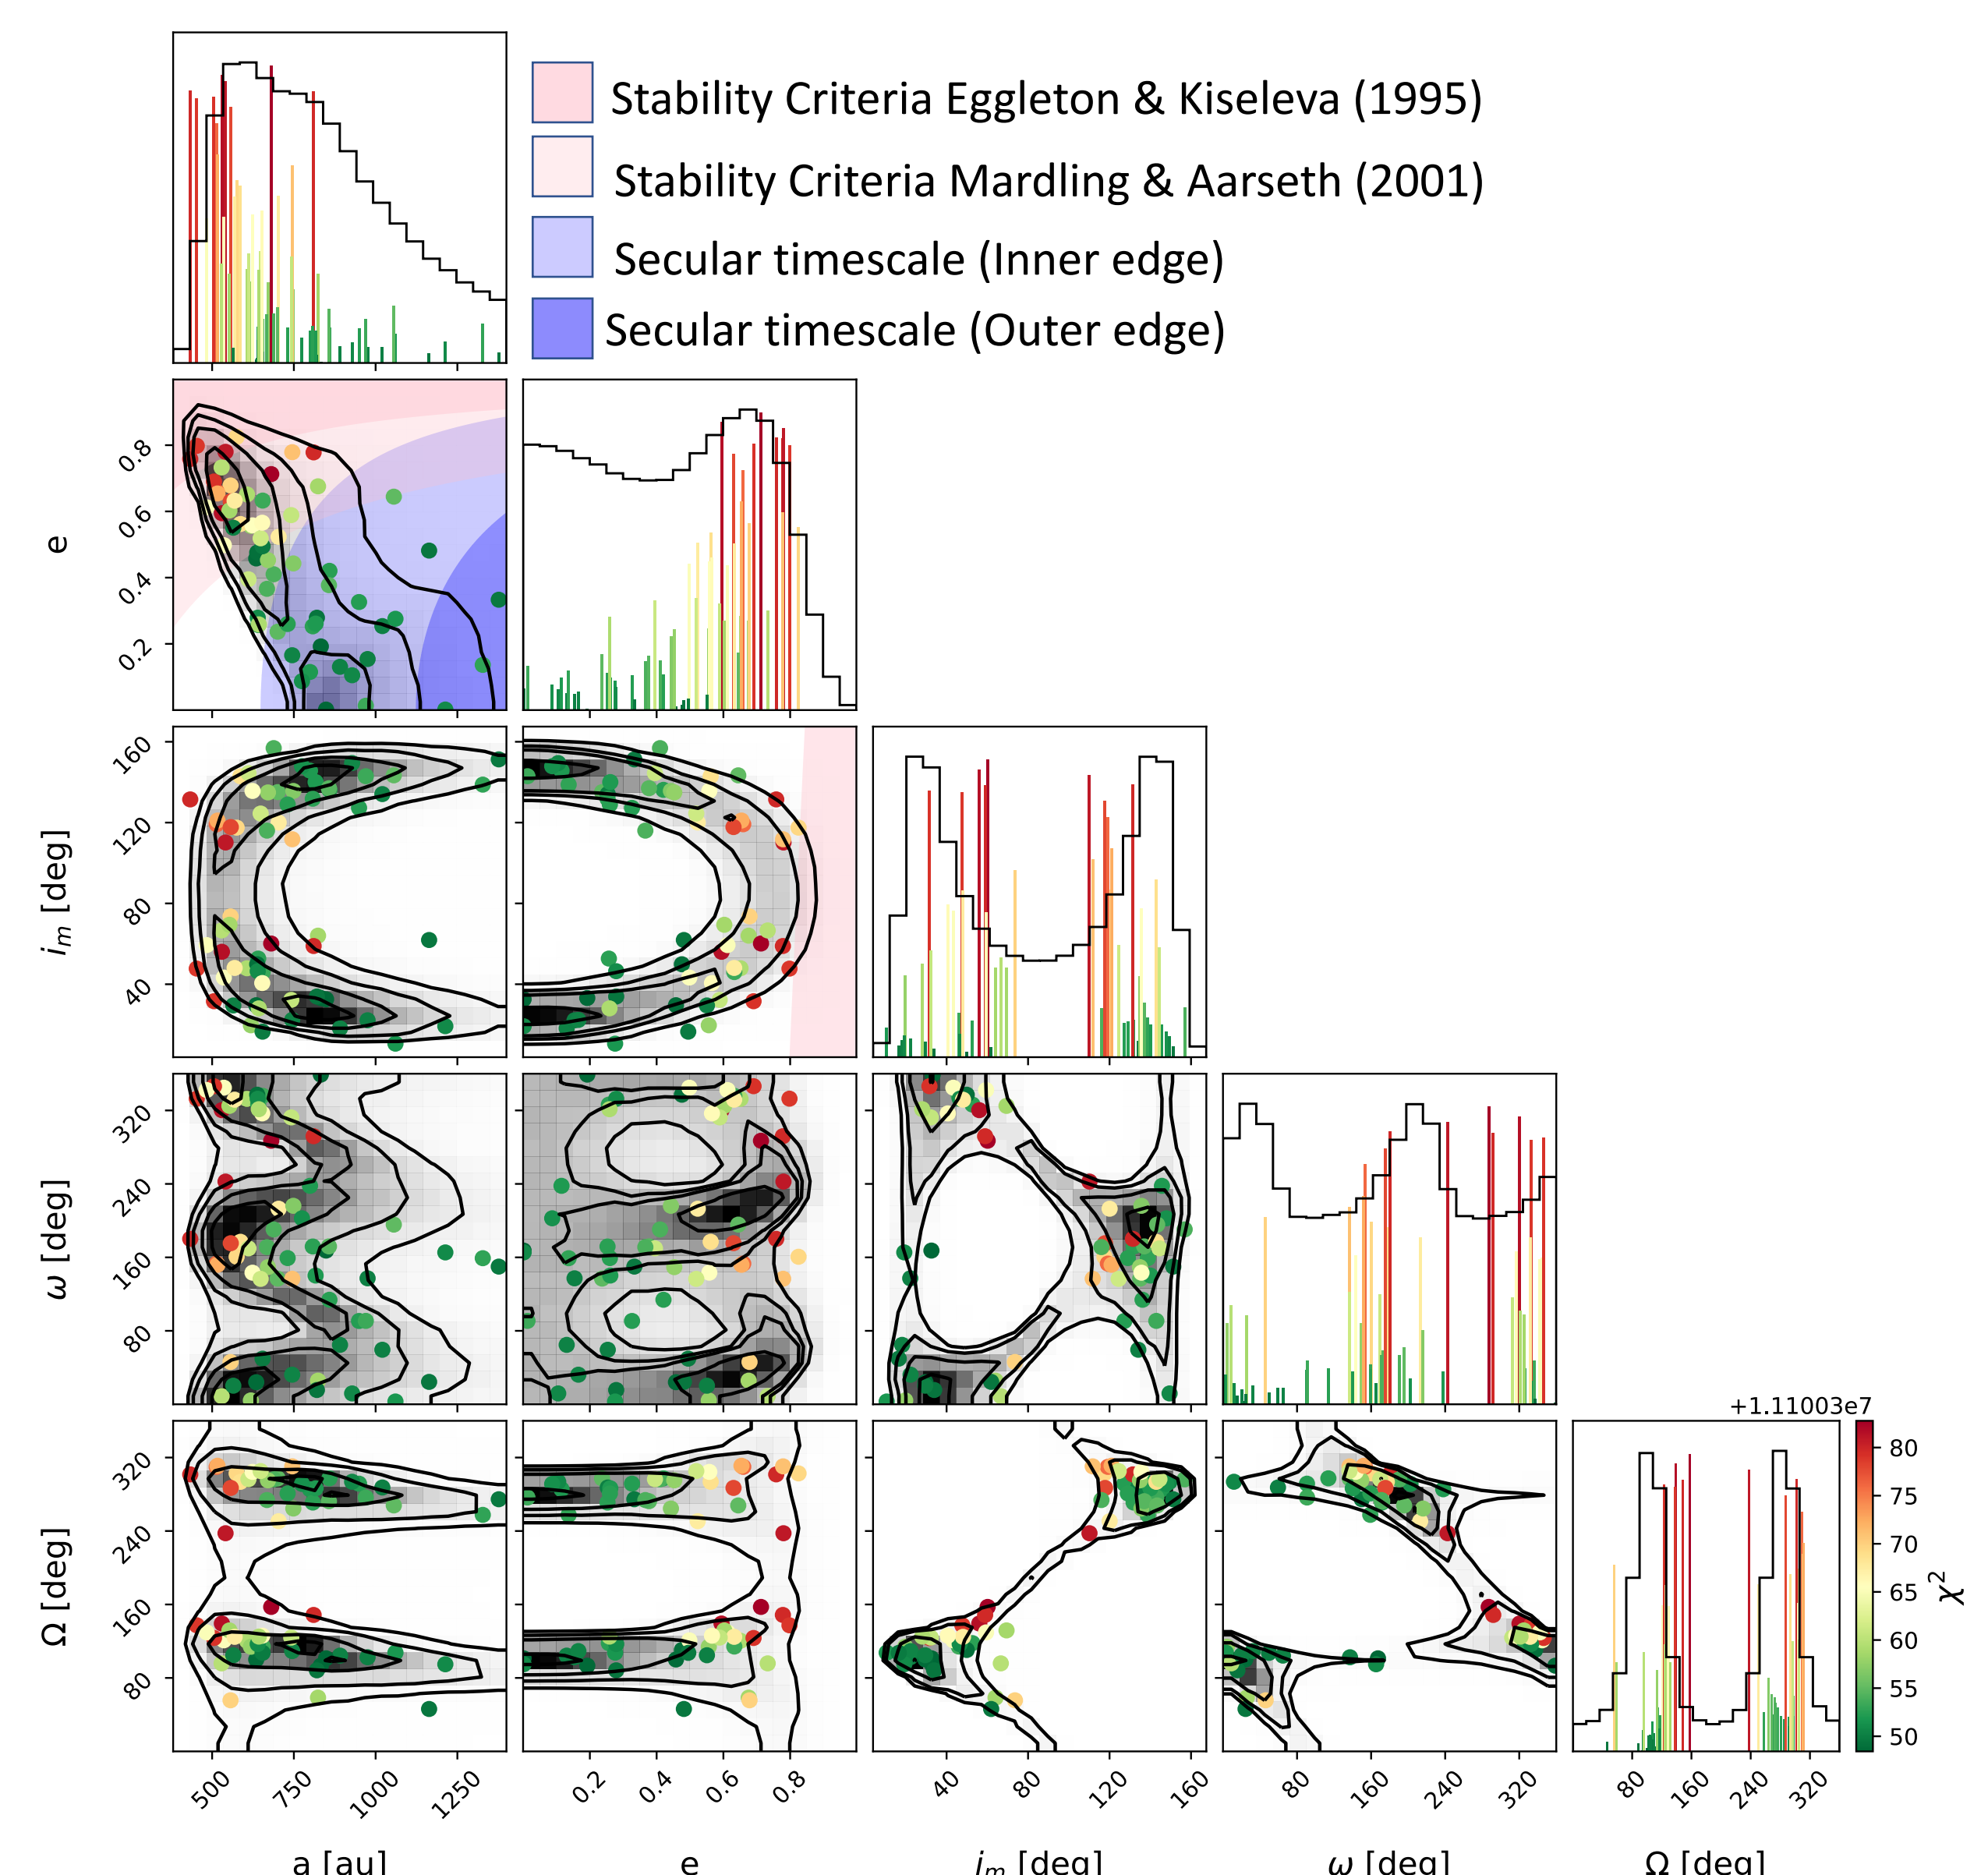 Stability Criteria Eggleton & Kiseleva (1995)
Stability Criteria Mardling & Aarseth (2001)
Secular timescale (Inner edge)
Secular timescale (Outer edge)
e
0.8
0.6
0.4
0.2
i_m [deg]
160
120
80
40
ω [deg]
320
240
160
80
Ω [deg]
320
240
160
80
+1.11003e7
80
75
70
65
60
55
50
χ²
500 750 1000 1250
0.2 0.4 0.6 0.8
40 80 120 160
80 160 240 320
80 160 240 320
a [au] e i_m [deg] ω [deg] Ω [deg]